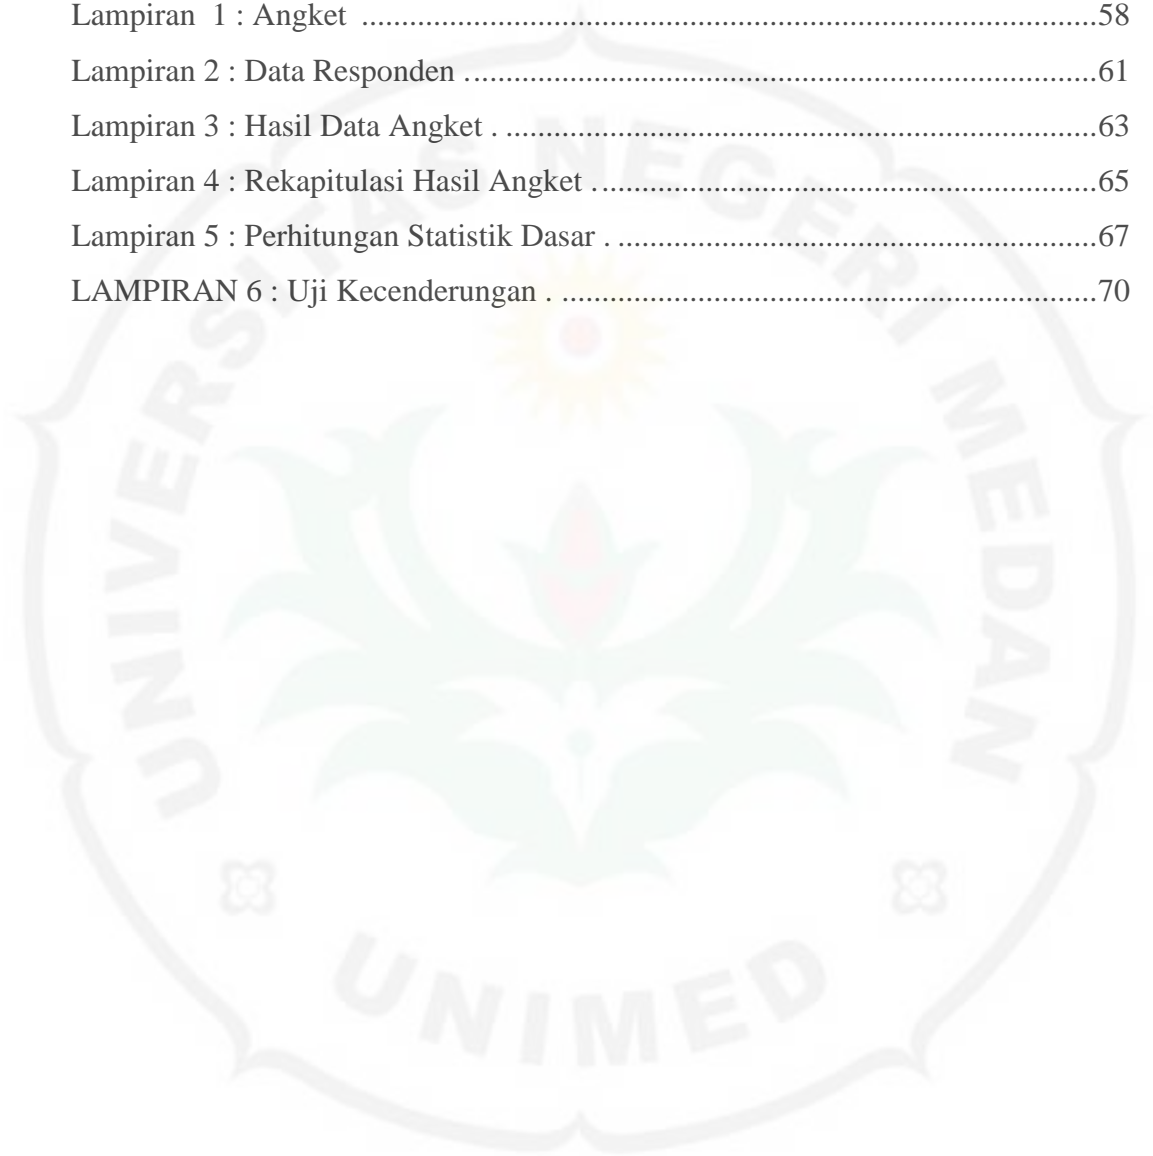 Lampiran  1 : Angket ..........................................................................................58
Lampiran 2 : Data Responden ..............................................................................61
Lampiran 3 : Hasil Data Angket . ..........................................................................63
Lampiran 4 : Rekapitulasi Hasil Angket ..............................................................65
Lampiran 5 : Perhitungan Statistik Dasar . ...........................................................67
LAMPIRAN 6 : Uji Kecenderungan . ..................................................................70
UNIVERSITAS NEGERI MEDAN
UNIMED